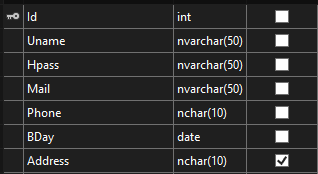 Id int
Uname nvarchar(50)
Hpass nvarchar(50)
Mail nvarchar(50)
Phone nchar(10)
BDay date
Address nchar(10)